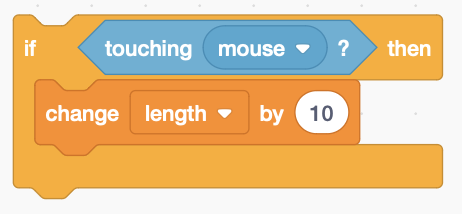 if touching mouse ? then
change length by 10